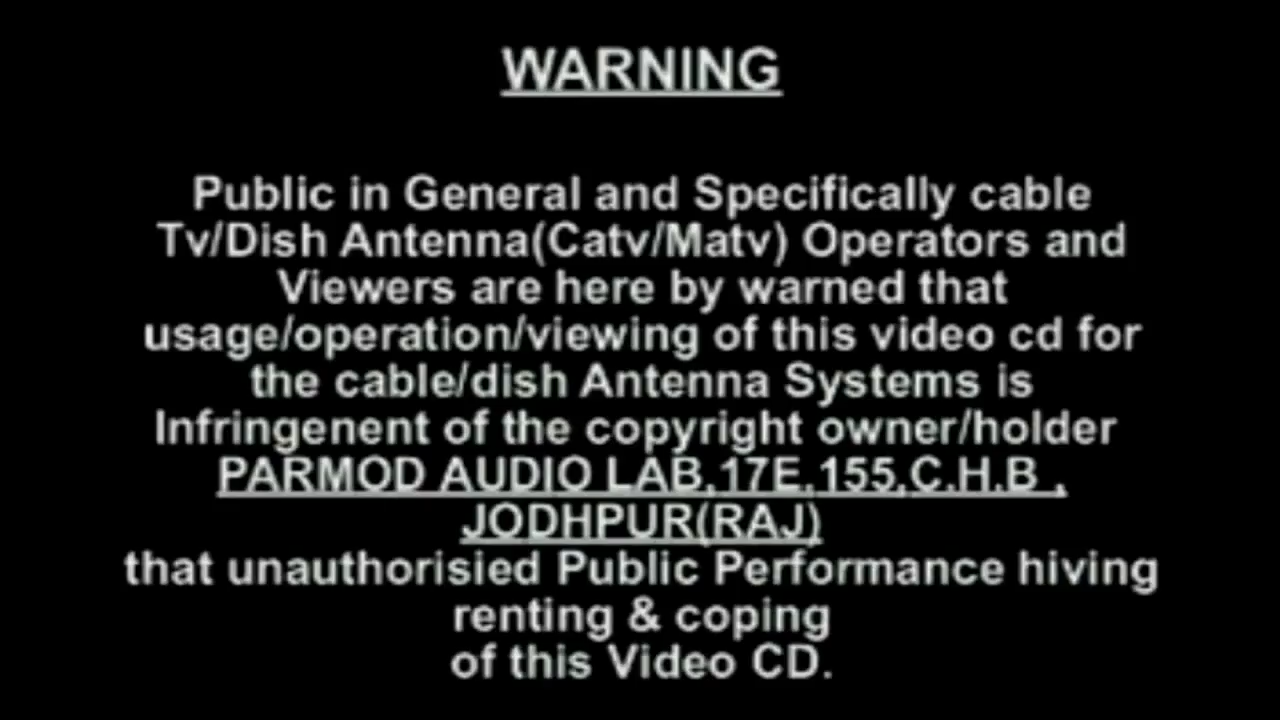 WARNING
Public in General and Specifically cable
Tv/Dish Antenna(Catv/Matv) Operators and
Viewers are here by warned that
usage/operation/viewing of this video cd for
the cable/dish Antenna Systems is
Infringenent of the copyright owner/holder
PARMOD AUDIO LAB,17E,155,C.H.B ,
JODHPUR(RAJ)
that unauthorisied Public Performance hiving
renting & coping
of this Video CD.